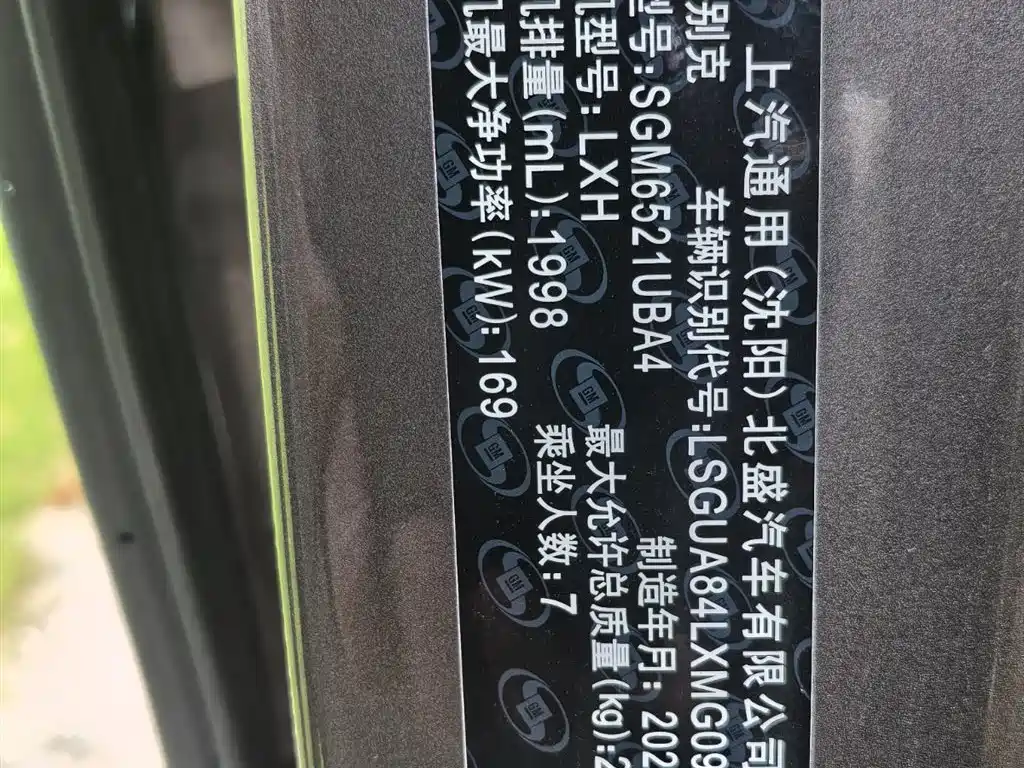 上汽通用(沈阳)北盛汽车有限公司
别克 车辆识别代号:LSGUA84LXMG09
型号:SGM6521UBA4 制造年月:202
机型号:LXH 最大允许总质量(kg):2
机排量(mL):1998 乘坐人数:7
机最大净功率(kW):169
GM